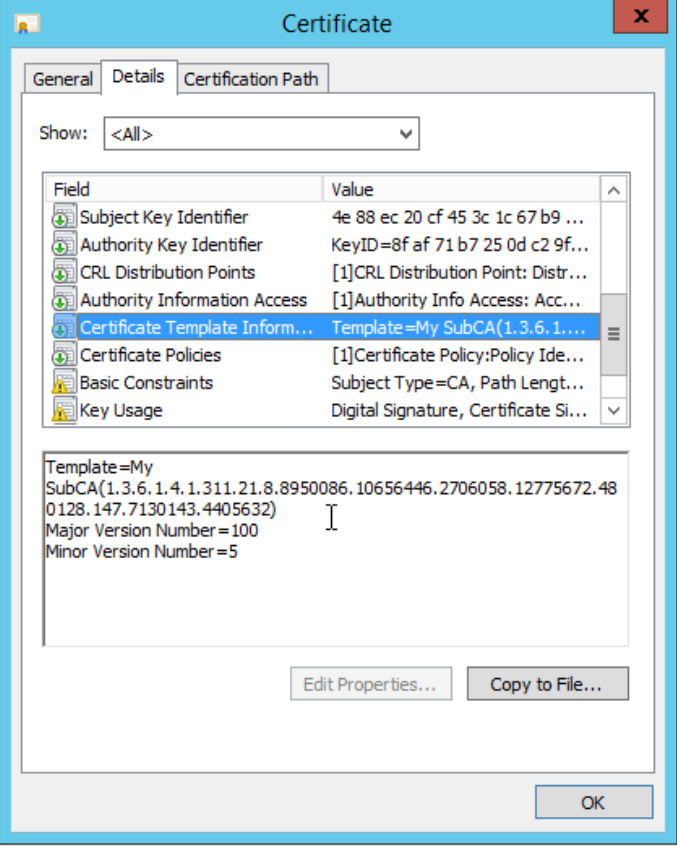 Certificate
x
General Details Certification Path
Show: <All>
Field Value
Subject Key Identifier 4e 88 ec 20 cf 45 3c 1c 67 b9 ...
Authority Key Identifier KeyID=8f af 71 b7 25 0d c2 9f...
CRL Distribution Points [1]CRL Distribution Point: Distr...
Authority Information Access [1]Authority Info Access: Acc...
Certificate Template Inform... Template=My SubCA(1.3.6.1....
Certificate Policies [1]Certificate Policy:Policy Ide...
Basic Constraints Subject Type=CA, Path Lengt...
Key Usage Digital Signature, Certificate Si...
Template=My
SubCA(1.3.6.1.4.1.311.21.8.8950086.10656446.2706058.12775672.48
0128.147.7130143.4405632)
Major Version Number=100
Minor Version Number=5
Edit Properties... Copy to File...
OK